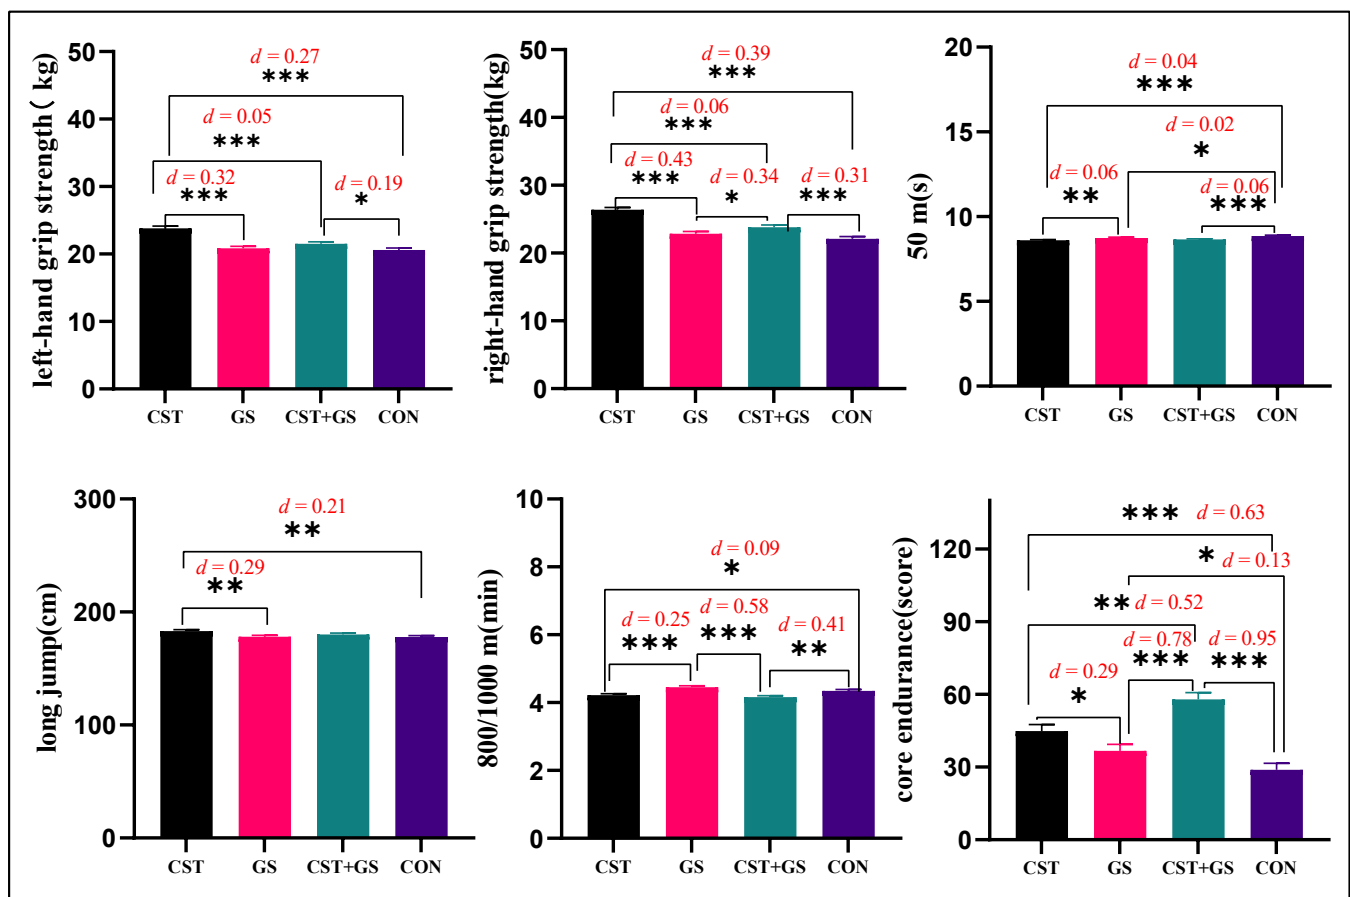 left-hand grip strength( kg)
50
40
30
20
10
0
d = 0.27
***
d = 0.05
***
d = 0.32
***
d = 0.19
*
CST GS CST+GS CON
right-hand grip strength(kg)
50
40
30
20
10
0
d = 0.39
***
d = 0.06
***
d = 0.43
***
d = 0.34
*
d = 0.31
***
CST GS CST+GS CON
50 m(s)
20
15
10
5
0
d = 0.04
***
d = 0.02
*
d = 0.06
**
d = 0.06
***
CST GS CST+GS CON
long jump(cm)
300
200
100
0
d = 0.21
**
d = 0.29
**
CST GS CST+GS CON
800/1000 m(min)
10
8
6
4
2
0
d = 0.09
*
d = 0.25
***
d = 0.58
***
d = 0.41
**
CST GS CST+GS CON
core endurance(score)
120
90
60
30
0
*** d = 0.63
* d = 0.13
** d = 0.52
d = 0.78
***
d = 0.95
***
d = 0.29
*
CST GS CST+GS CON